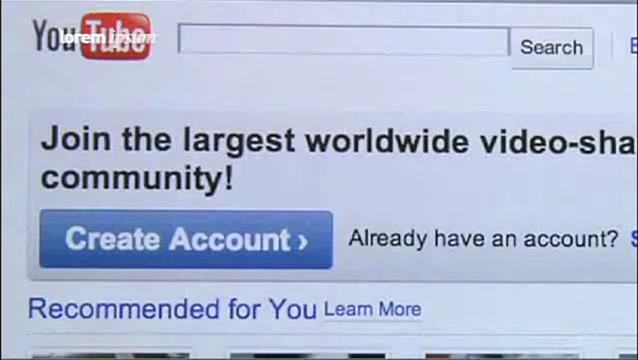 YouTube
lorem ipsum
Search
Join the largest worldwide video-sha
community!
Create Account ›
Already have an account?
Recommended for You Learn More